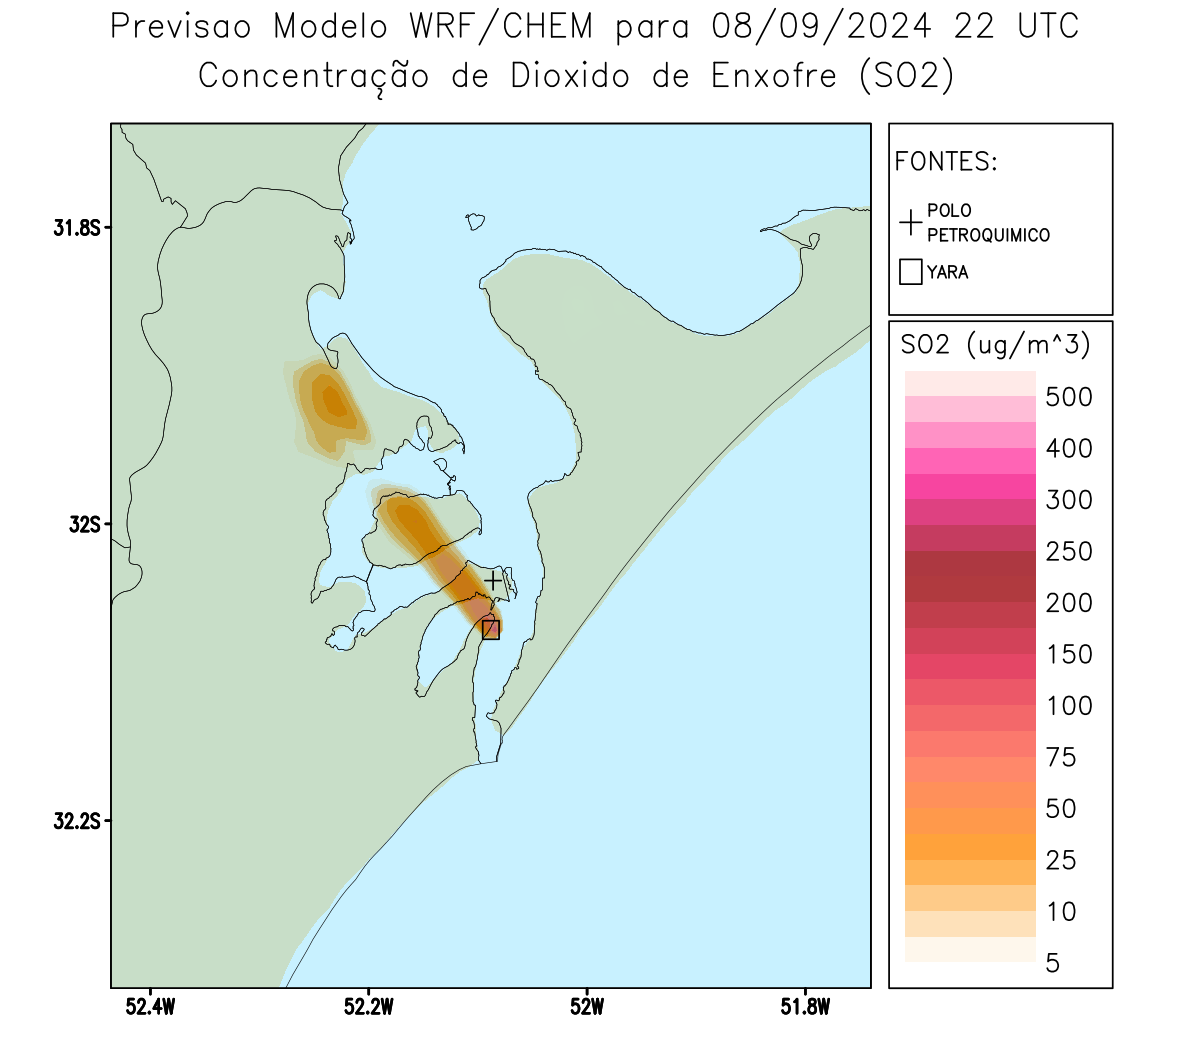 Previsao Modelo WRF/CHEM para 08/09/2024 22 UTC
Concentração de Dioxido de Enxofre (SO2)
FONTES:
POLO
PETROQUIMICO
YARA
SO2 (ug/m^3)
500
400
300
250
200
150
100
75
50
25
10
5
31.8S
32S
32.2S
52.4W
52.2W
52W
51.8W